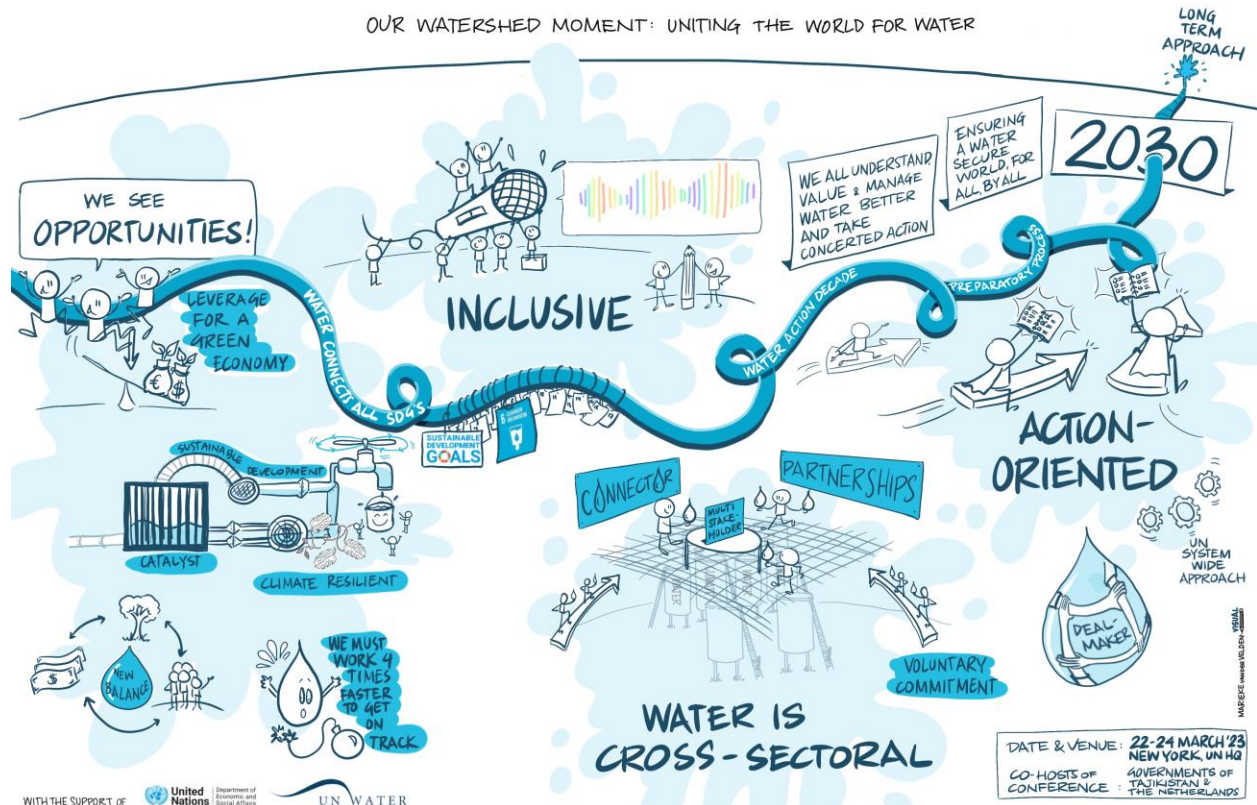 OUR WATERSHED MOMENT: UNITING THE WORLD FOR WATER
LONG
TERM
APPROACH
2030
ENSURING
A WATER
SECURE
WORLD, FOR
ALL, BY ALL
WE ALL UNDERSTAND
VALUE & MANAGE
WATER BETTER
AND TAKE
CONCERTED ACTION
WE SEE
OPPORTUNITIES!
LEVERAGE
FOR A
GREEN
ECONOMY
€ $
INCLUSIVE
WATER CONNECTS ALL SDG'S
WATER ACTION DECADE
PREPARATORY PROCESS
SUSTAINABLE
DEVELOPMENT
GOALS
6
ACTION-
ORIENTED
SUSTAINABLE
DEVELOPMENT
CATALYST
CLIMATE RESILIENT
CONNECTOR
PARTNERSHIPS
MULTI
STAKE-
HOLDER
UN
SYSTEM
WIDE
APPROACH
DEAL-
MAKER
$
NEW
BALANCE
WE MUST
WORK 4
TIMES
FASTER
TO GET
ON
TRACK
VOLUNTARY
COMMITMENT
WATER IS
CROSS-SECTORAL
MARIEKE VAN DER VELDEN VISUAL
DATE & VENUE: 22-24 MARCH '23
NEW YORK, UN HQ
CO-HOSTS OF
CONFERENCE : GOVERNMENTS OF
TAJIKISTAN &
THE NETHERLANDS
WITH THE SUPPORT OF
United
Nations
Department of
Economic and
Social Affairs
UN WATER